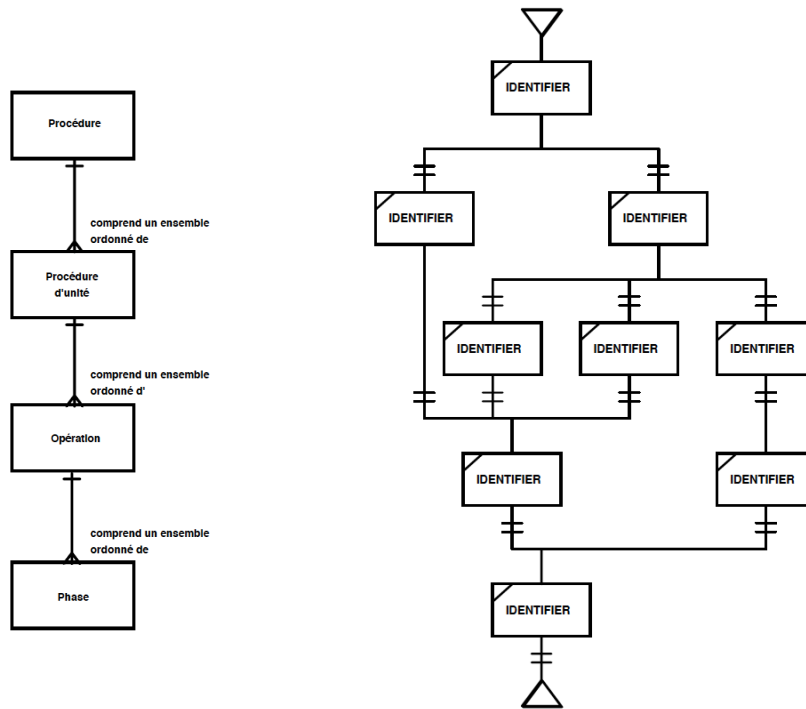 Procédure
comprend un ensemble
ordonné de
Procédure
d'unité
comprend un ensemble
ordonné d'
Opération
comprend un ensemble
ordonné de
Phase
IDENTIFIER
IDENTIFIER
IDENTIFIER
IDENTIFIER
IDENTIFIER
IDENTIFIER
IDENTIFIER
IDENTIFIER
IDENTIFIER